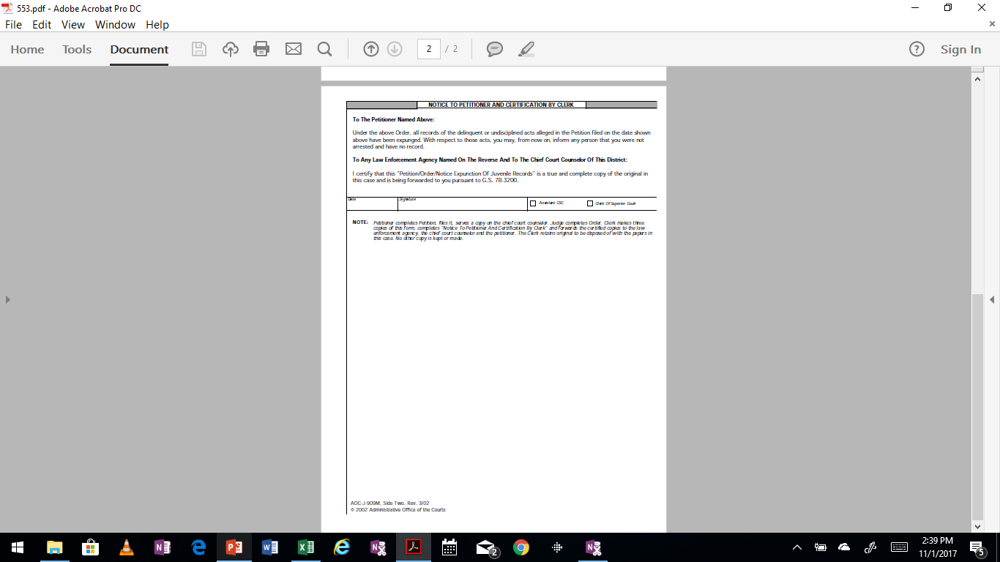 553.pdf - Adobe Acrobat Pro DC
File Edit View Window Help
Home Tools Document 2 / 2 Sign In
NOTICE TO PETITIONER AND CERTIFICATION BY CLERK
To The Petitioner Named Above:
Under the above Order, all records of the delinquent or undisciplined acts alleged in the Petition filed on the date shown
above have been expunged. With respect to those acts, you may, from now on, inform any person that you were not
arrested and have no record.
To Any Law Enforcement Agency Named On The Reverse And To The Chief Court Counselor Of This District:
I certify that this "Petition/Order/Notice Expunction Of Juvenile Records" is a true and complete copy of the original in
this case and is being forwarded to you pursuant to G.S. 7B-3200.
Date Signature Assistant CSC Clerk Of Superior Court
NOTE: Petitioner completes Petition, files it, serves a copy on the chief court counselor. Judge completes Order. Clerk makes three
copies of this form, completes "Notice To Petitioner And Certification By Clerk" and forwards the certified copies to the law
enforcement agency, the chief court counselor and the petitioner. The Clerk retains original to be disposed of with the papers in
this case. No other copy is kept or made.
AOC-J-909M, Side Two, Rev. 3/02
© 2002 Administrative Office of the Courts
2:39 PM
11/1/2017
2
5